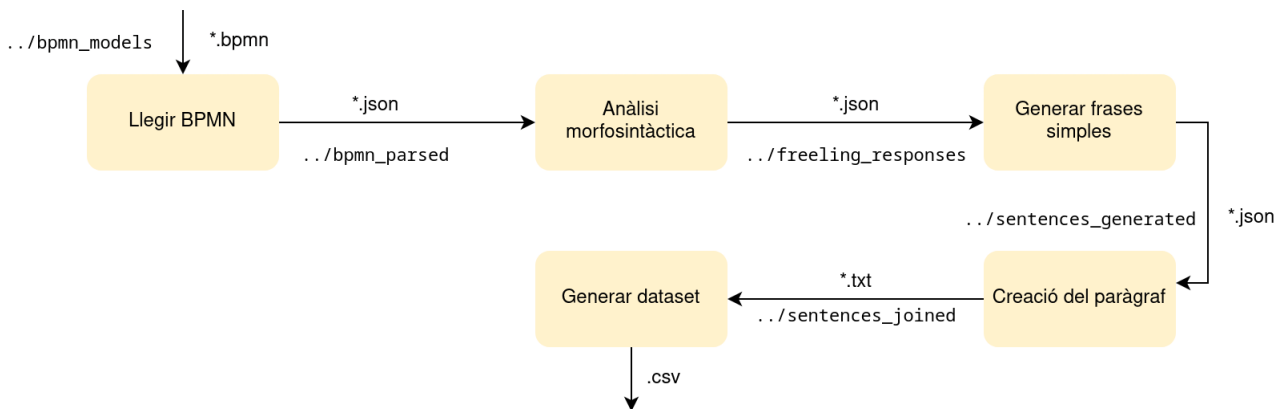 ../bpmn_models
*.bpmn
Llegir BPMN
*.json
../bpmn_parsed
Anàlisi
morfosintàctica
*.json
../freeling_responses
Generar frases
simples
../sentences_generated
*.json
Creació del paràgraf
*.txt
../sentences_joined
Generar dataset
.csv